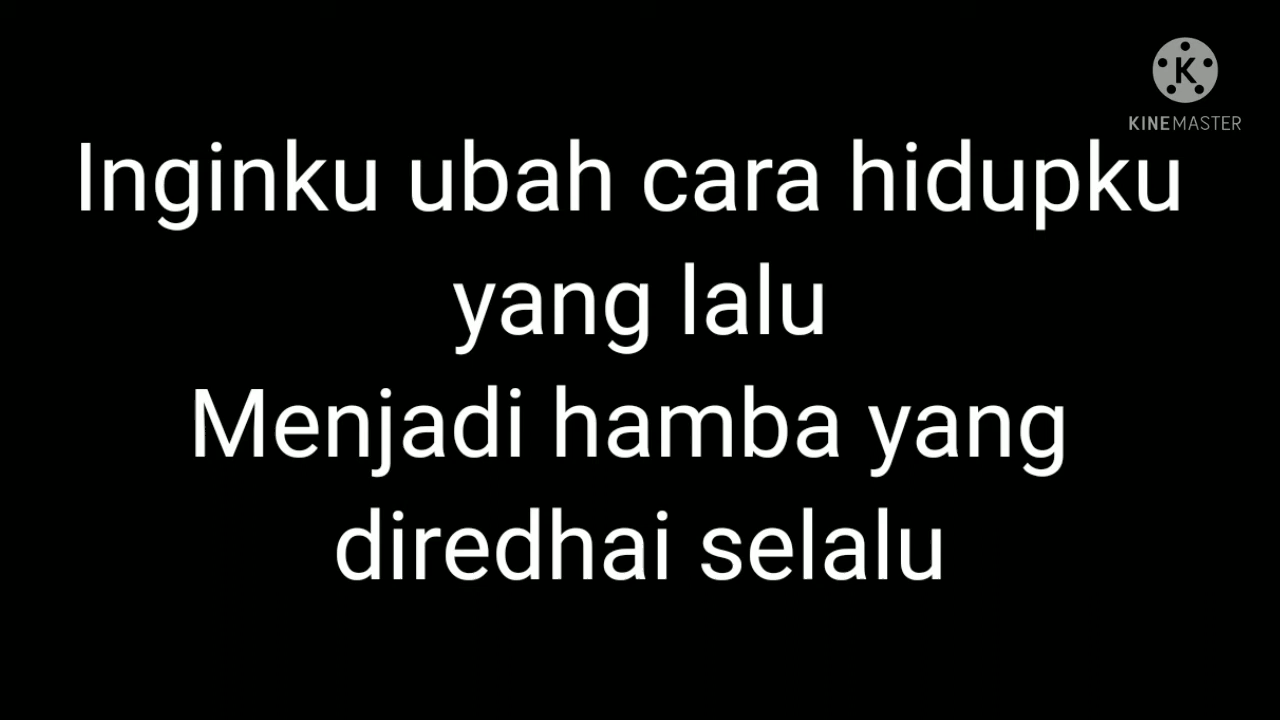 KINEMASTER
Inginku ubah cara hidupku
yang lalu
Menjadi hamba yang
diredhai selalu